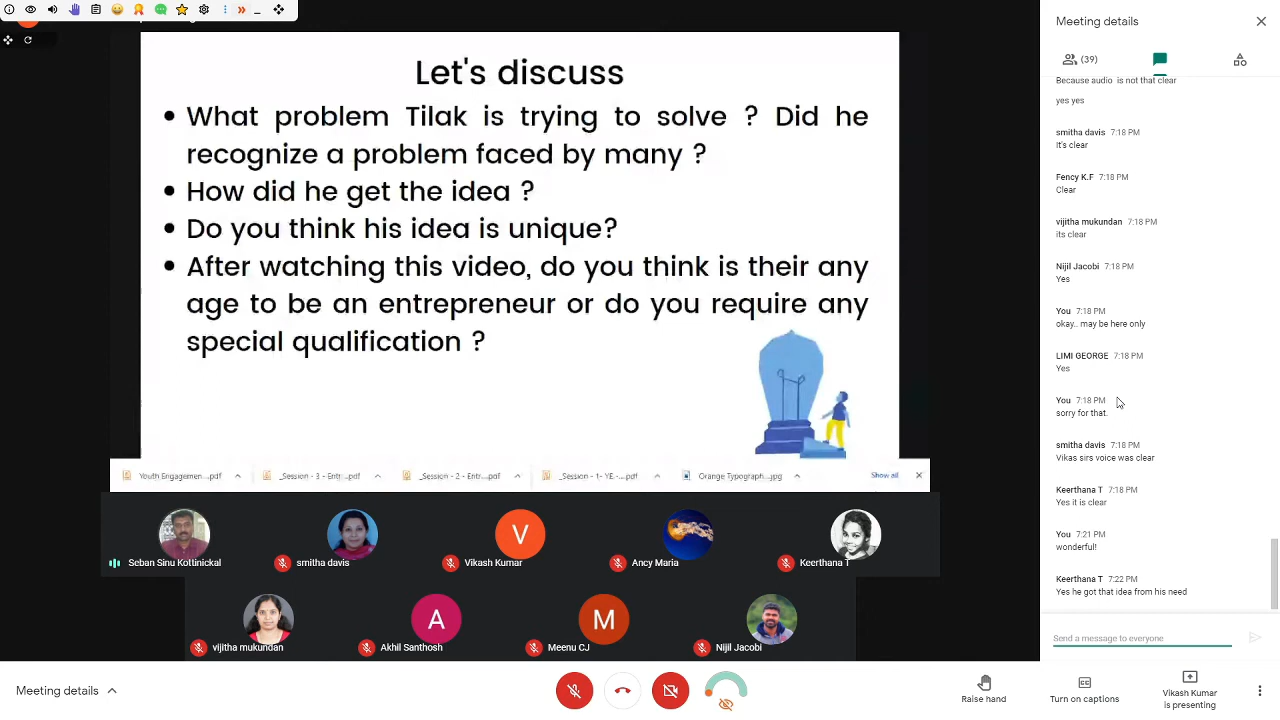 Meeting details
(39)
Let's discuss
• What problem Tilak is trying to solve ? Did he
recognize a problem faced by many ?
• How did he get the idea ?
• Do you think his idea is unique?
• After watching this video, do you think is their any
age to be an entrepreneur or do you require any
special qualification ?
Youth Engagemen....pdf
_Session - 3 - Entr....pdf
_Session - 2 - Entr....pdf
_Session - 1- YE -....pdf
Orange Typograph....jpg
Show all
Seban Sinu Kottinickal
smitha davis
V
Vikash Kumar
Ancy Maria
Keerthana T
vijitha mukundan
A
Akhil Santhosh
M
Meenu CJ
Nijil Jacobi
Because audio is not that clear
yes yes
smitha davis 7:18 PM
It's clear
Fency K.F 7:18 PM
Clear
vijitha mukundan 7:18 PM
its clear
Nijil Jacobi 7:18 PM
Yes
You 7:18 PM
okay.. may be here only
LIMI GEORGE 7:18 PM
Yes
You 7:18 PM
sorry for that.
smitha davis 7:18 PM
Vikas sirs voice was clear
Keerthana T 7:18 PM
Yes it is clear
You 7:21 PM
wonderful!
Keerthana T 7:22 PM
Yes he got that idea from his need
Send a message to everyone
Meeting details
Raise hand
Turn on captions
Vikash Kumar
is presenting